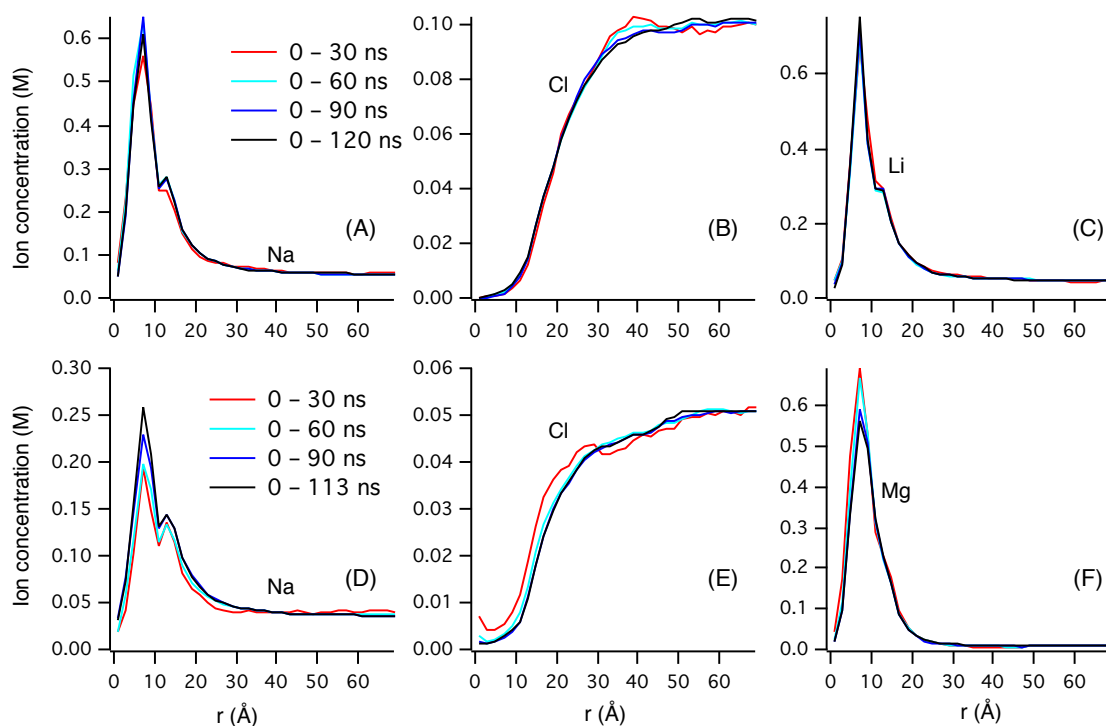 Ion concentration (M)
0.6
0.5
0.4
0.3
0.2
0.1
0.0
0 10 20 30 40 50 60
0 – 30 ns
0 – 60 ns
0 – 90 ns
0 – 120 ns
Na
(A)
0.10
0.08
0.06
0.04
0.02
0.00
0 10 20 30 40 50 60
Cl
(B)
Ion concentration (M)
0.6
0.4
0.2
0.0
0 10 20 30 40 50 60
Li
(C)
Ion concentration (M)
0.30
0.25
0.20
0.15
0.10
0.05
0.00
0 10 20 30 40 50 60
r (Å)
0 – 30 ns
0 – 60 ns
0 – 90 ns
0 – 113 ns
Na
(D)
0.06
0.05
0.04
0.03
0.02
0.01
0.00
0 10 20 30 40 50 60
r (Å)
Cl
(E)
0.6
0.5
0.4
0.3
0.2
0.1
0.0
0 10 20 30 40 50 60
r (Å)
Mg
(F)